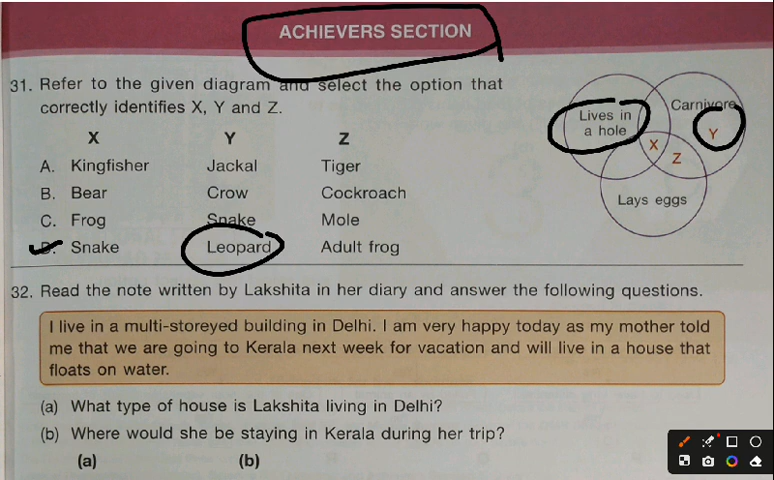 ACHIEVERS SECTION
31. Refer to the given diagram and select the option that
correctly identifies X, Y and Z.
X Y Z
A. Kingfisher Jackal Tiger
B. Bear Crow Cockroach
C. Frog Snake Mole
D. Snake Leopard Adult frog
Lives in
a hole
Carnivore
Y
X
Z
Lays eggs
32. Read the note written by Lakshita in her diary and answer the following questions.
I live in a multi-storeyed building in Delhi. I am very happy today as my mother told
me that we are going to Kerala next week for vacation and will live in a house that
floats on water.
(a) What type of house is Lakshita living in Delhi?
(b) Where would she be staying in Kerala during her trip?
(a) (b)